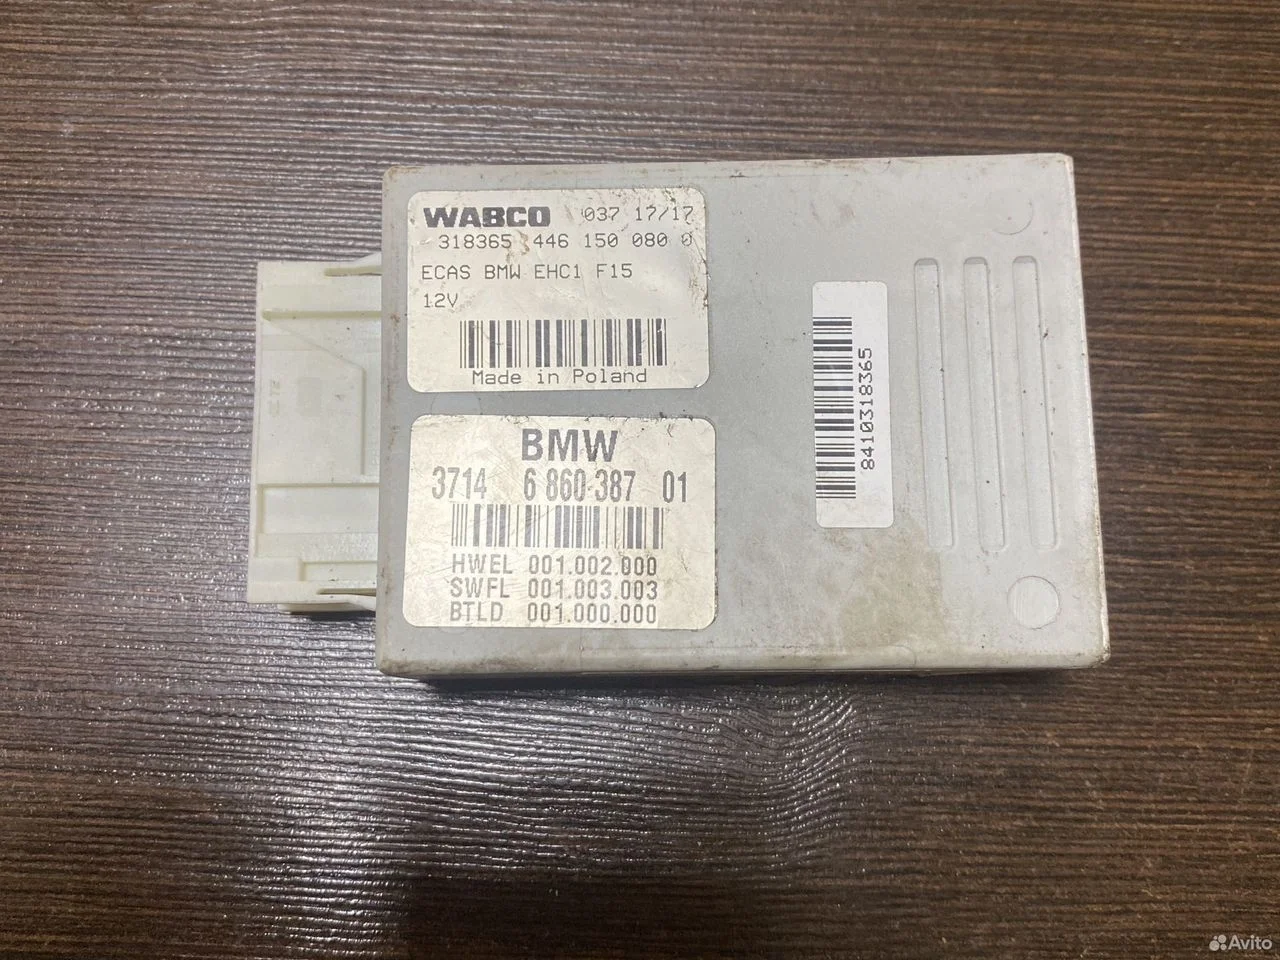 WABCO 037 17/17
318365 446 150 080 0
ECAS BMW EHC1 F15
12V
Made in Poland
BMW
3714 6 860 387 01
HWEL 001.002.000
SWFL 001.003.003
BTLD 001.000.000
8410318365
Avito